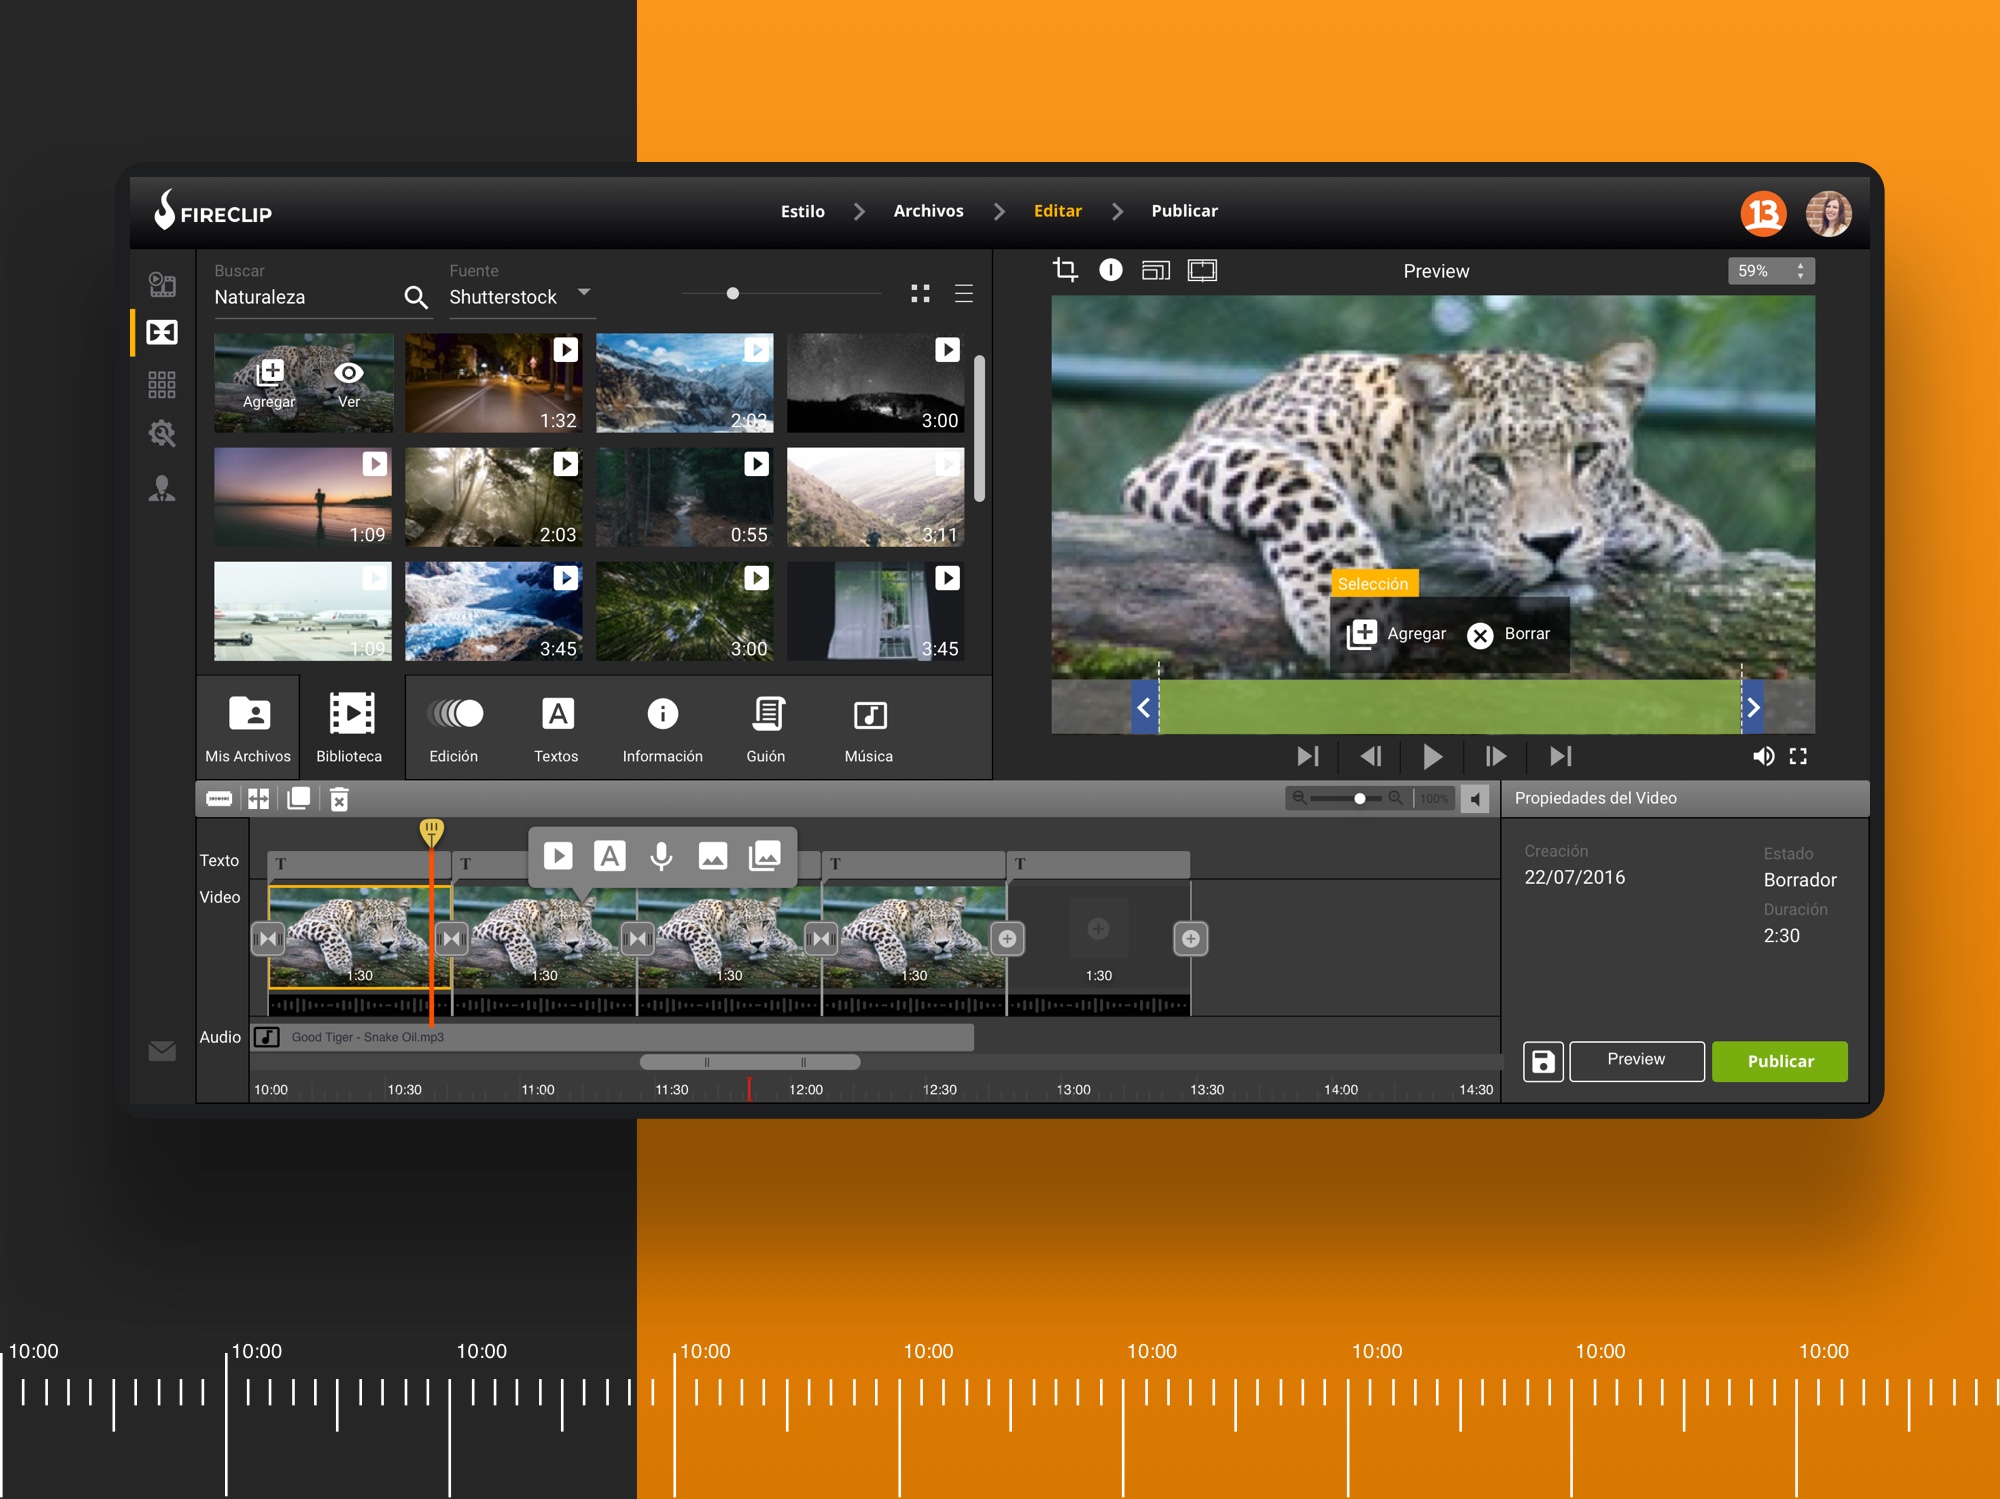 FIRECLIP
Estilo
Archivos
Editar
Publicar
13
Buscar
Naturaleza
Fuente
Shutterstock
Preview
59%
Agregar
Ver
1:32
2:03
3:00
1:09
2:03
0:55
3:11
1:09
3:45
3:00
3:45
American
Selección
Agregar
Borrar
Mis Archivos
Biblioteca
Edición
A
Textos
Información
Guión
Música
100%
Propiedades del Video
Texto
T
T
A
T
T
Video
1:30
1:30
1:30
1:30
1:30
Audio
Good Tiger - Snake Oil.mp3
10:00
10:30
11:00
11:30
12:00
12:30
13:00
13:30
14:00
14:30
Creación
22/07/2016
Estado
Borrador
Duración
2:30
Preview
Publicar
10:00
10:00
10:00
10:00
10:00
10:00
10:00
10:00
10:00